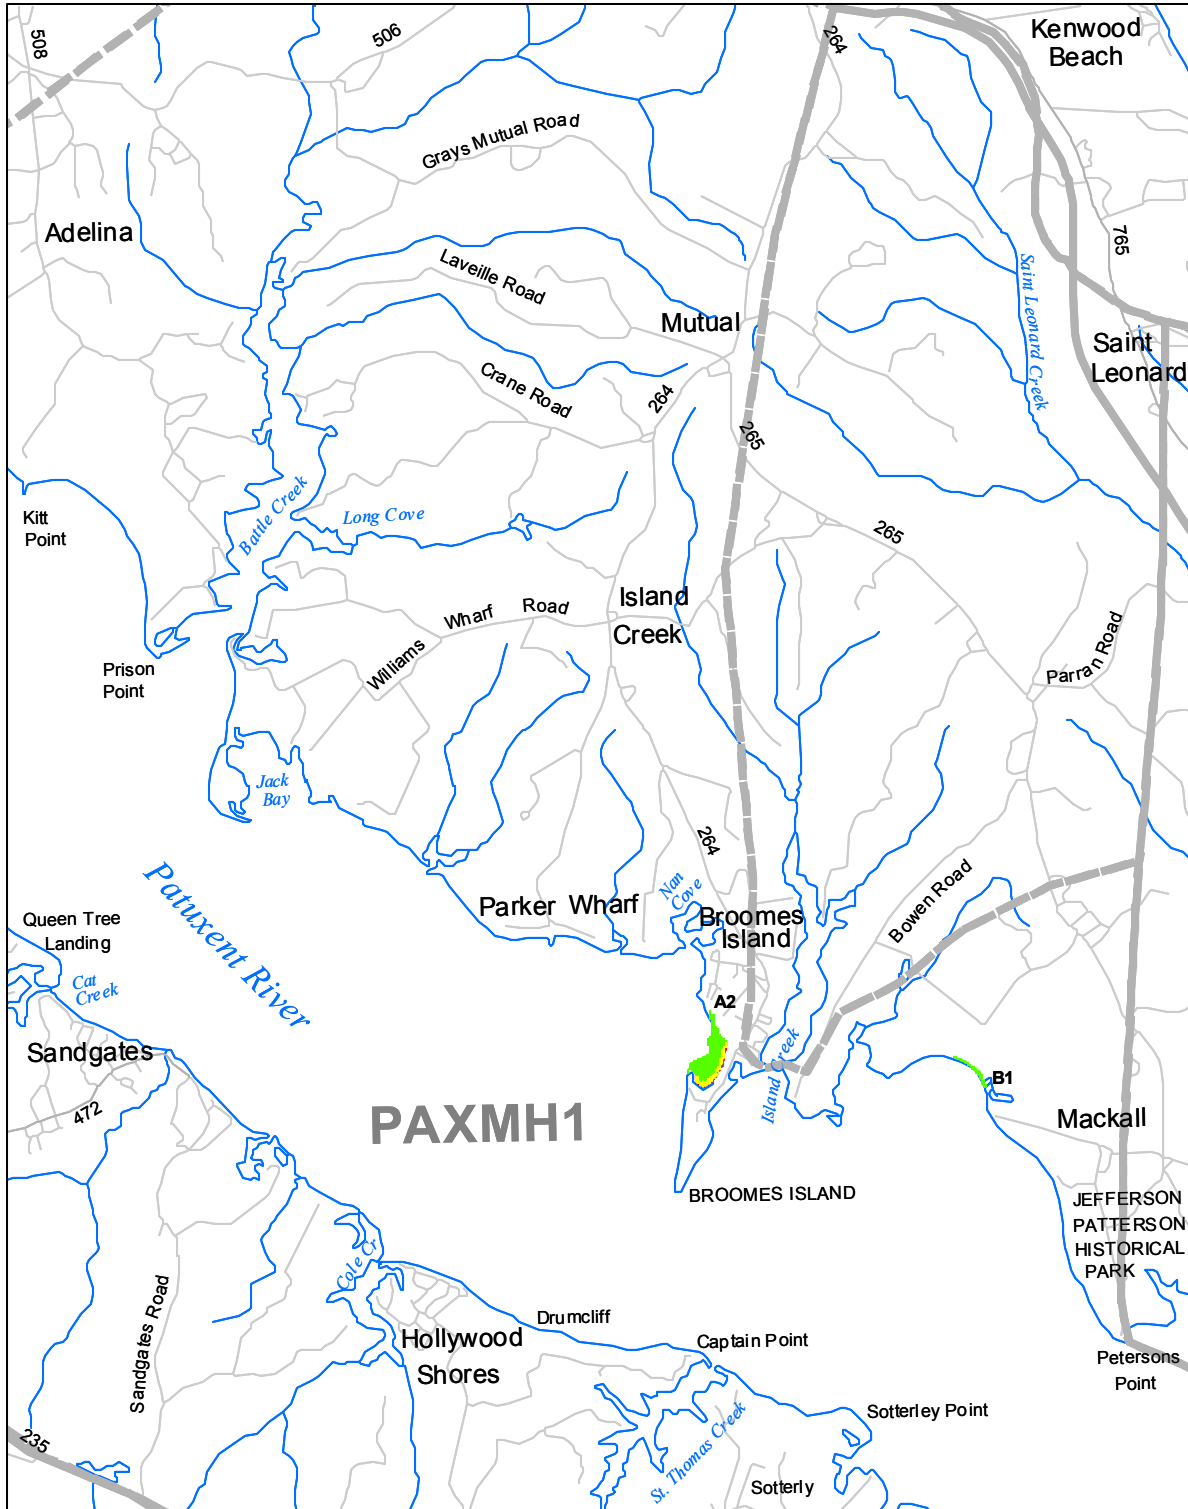 508
506
264
Kenwood
Beach
Grays Mutual Road
Adelina
765
Laveille Road
Saint Leonard Creek
Mutual
Saint
Leonard
Crane Road
264
265
Kitt
Point
Battle Creek
Long Cove
265
Island
Creek
Williams Wharf Road
Prison
Point
Parran Road
Jack
Bay
264
Patuxent River
Nan
Cove
Parker Wharf
Broomes
Island
Bowen Road
Queen Tree
Landing
Cat
Creek
A2
Sandgates
Island Creek
B1
472
PAXMH1
Mackall
BROOMES ISLAND
JEFFERSON
PATTERSON
HISTORICAL
PARK
Cole Cr
Sandgates Road
Drumcliff
Hollywood
Shores
Captain Point
Petersons
Point
Sotterley Point
235
St. Thomas Creek
Sotterly